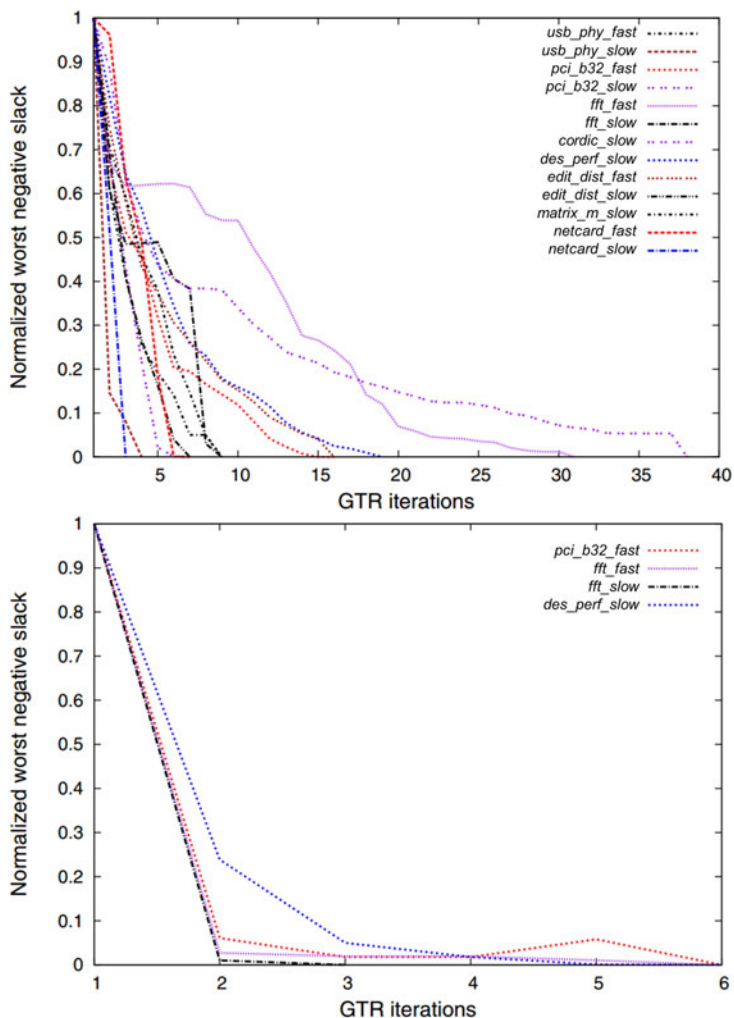 Normalized worst negative slack
1
0.9
0.8
0.7
0.6
0.5
0.4
0.3
0.2
0.1
0
usb_phy_fast
usb_phy_slow
pci_b32_fast
pci_b32_slow
fft_fast
fft_slow
cordic_slow
des_perf_slow
edit_dist_fast
edit_dist_slow
matrix_m_slow
netcard_fast
netcard_slow
5 10 15 20 25 30 35 40
GTR iterations
Normalized worst negative slack
1
0.9
0.8
0.7
0.6
0.5
0.4
0.3
0.2
0.1
0
pci_b32_fast
fft_fast
fft_slow
des_perf_slow
1 2 3 4 5 6
GTR iterations